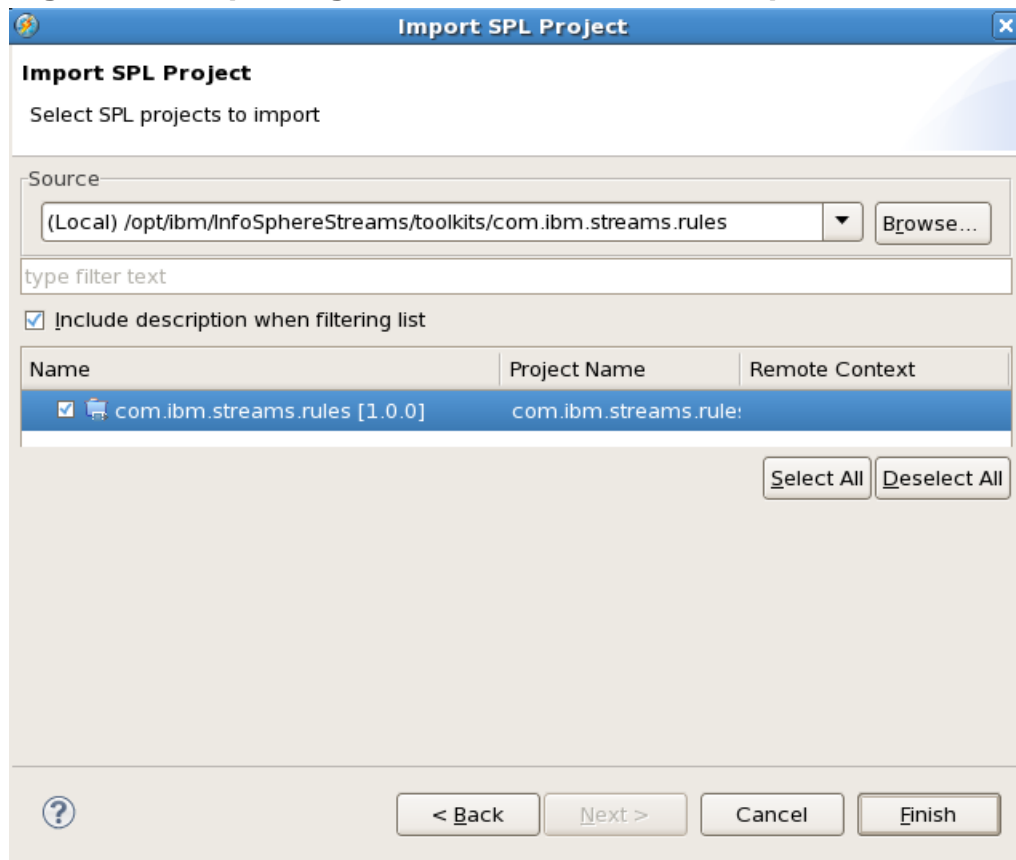 Import SPL Project
Import SPL Project
Select SPL projects to import
Source
(Local) /opt/ibm/InfoSphereStreams/toolkits/com.ibm.streams.rules
Browse...
type filter text
Include description when filtering list
Name Project Name Remote Context
com.ibm.streams.rules [1.0.0] com.ibm.streams.rule
Select All Deselect All
< Back Next > Cancel Finish